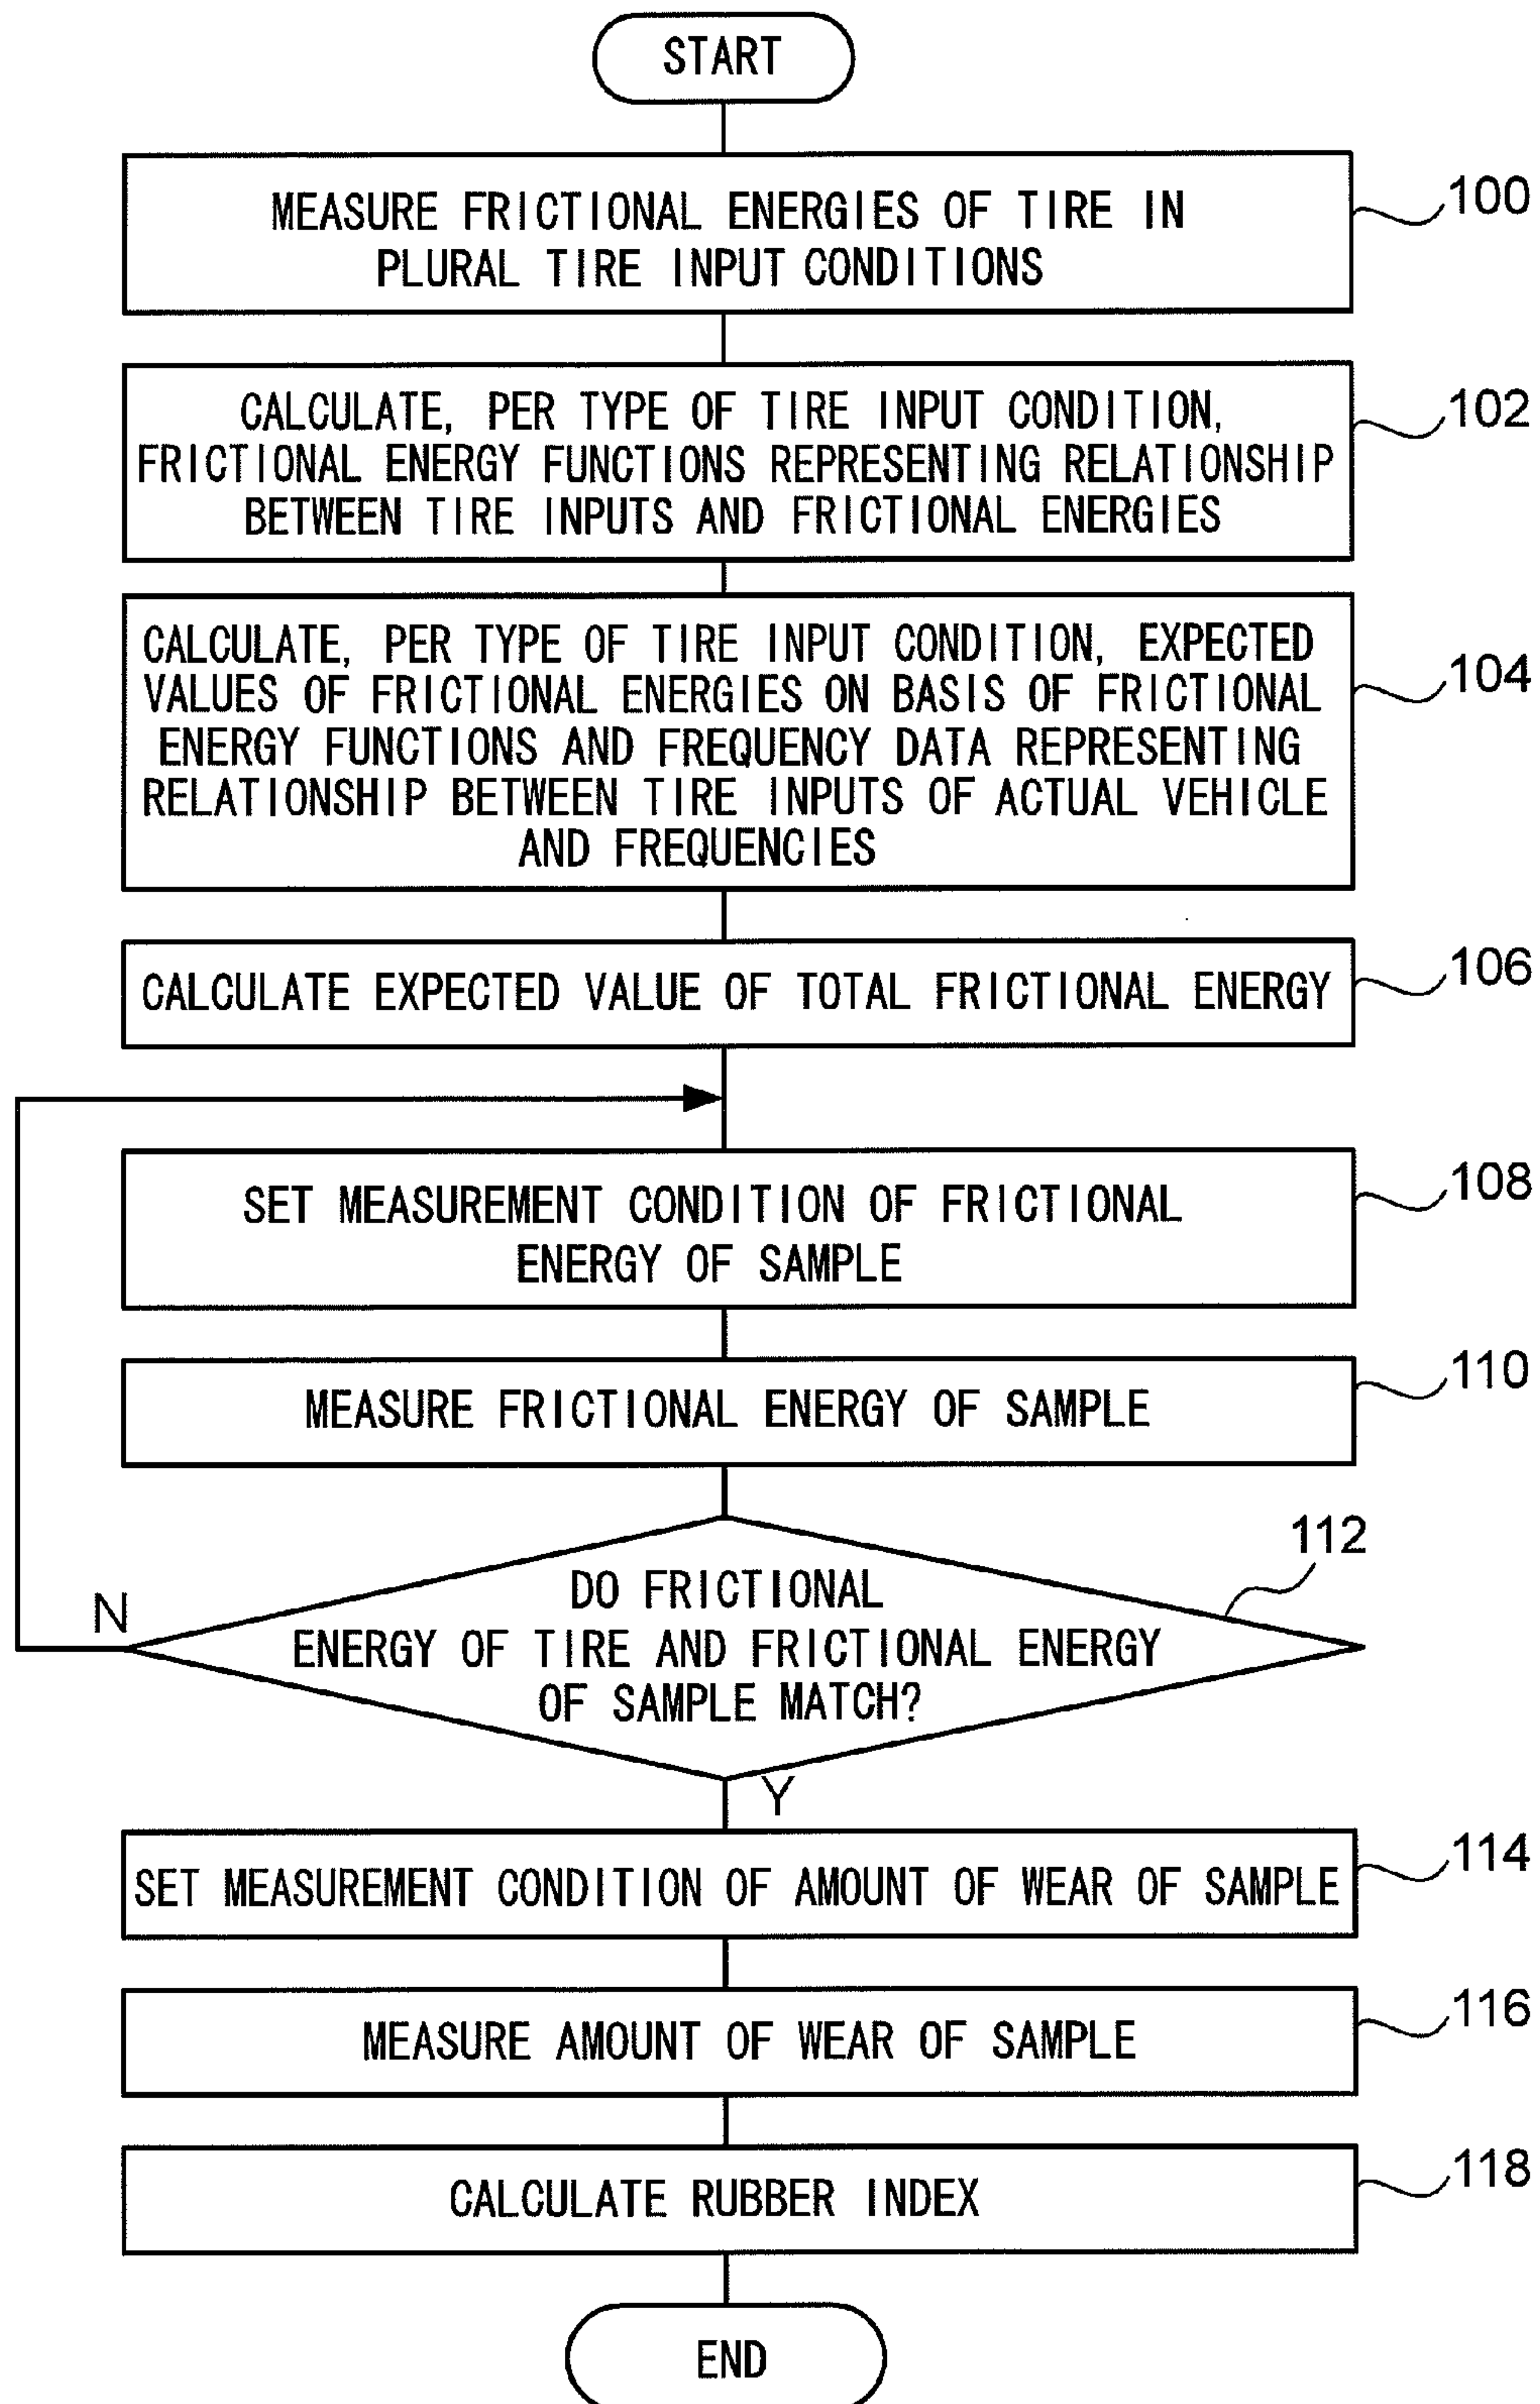 START
MEASURE FRICTIONAL ENERGIES OF TIRE IN
PLURAL TIRE INPUT CONDITIONS
100
CALCULATE, PER TYPE OF TIRE INPUT CONDITION,
FRICTIONAL ENERGY FUNCTIONS REPRESENTING RELATIONSHIP
BETWEEN TIRE INPUTS AND FRICTIONAL ENERGIES
102
CALCULATE, PER TYPE OF TIRE INPUT CONDITION, EXPECTED
VALUES OF FRICTIONAL ENERGIES ON BASIS OF FRICTIONAL
ENERGY FUNCTIONS AND FREQUENCY DATA REPRESENTING
RELATIONSHIP BETWEEN TIRE INPUTS OF ACTUAL VEHICLE
AND FREQUENCIES
104
CALCULATE EXPECTED VALUE OF TOTAL FRICTIONAL ENERGY
106
SET MEASUREMENT CONDITION OF FRICTIONAL
ENERGY OF SAMPLE
108
MEASURE FRICTIONAL ENERGY OF SAMPLE
110
112
DO FRICTIONAL
ENERGY OF TIRE AND FRICTIONAL ENERGY
OF SAMPLE MATCH?
N
Y
SET MEASUREMENT CONDITION OF AMOUNT OF WEAR OF SAMPLE
114
MEASURE AMOUNT OF WEAR OF SAMPLE
116
CALCULATE RUBBER INDEX
118
END